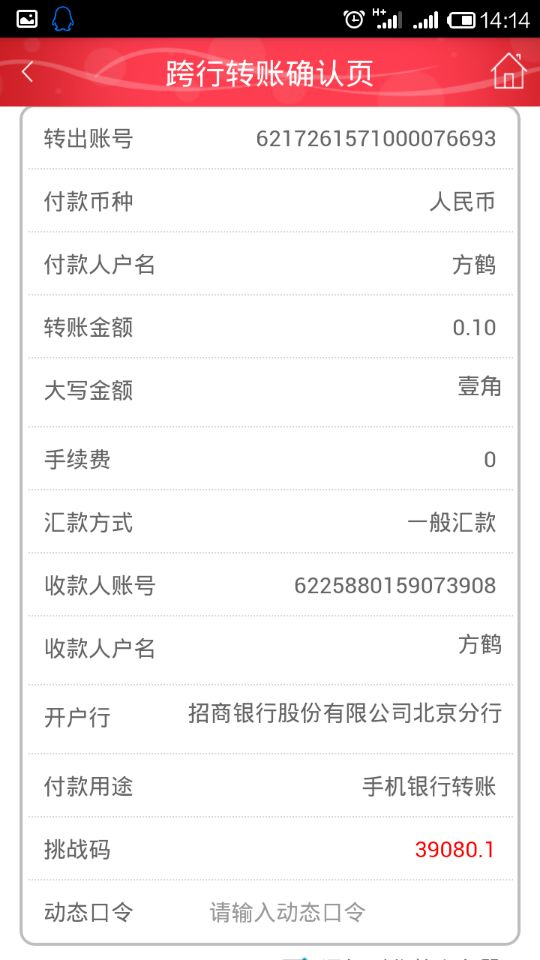 H+ 14:14
跨行转账确认页
转出账号 6217261571000076693
付款币种 人民币
付款人户名 方鹤
转账金额 0.10
大写金额 壹角
手续费 0
汇款方式 一般汇款
收款人账号 6225880159073908
收款人户名 方鹤
开户行 招商银行股份有限公司北京分行
付款用途 手机银行转账
挑战码 39080.1
动态口令 请输入动态口令